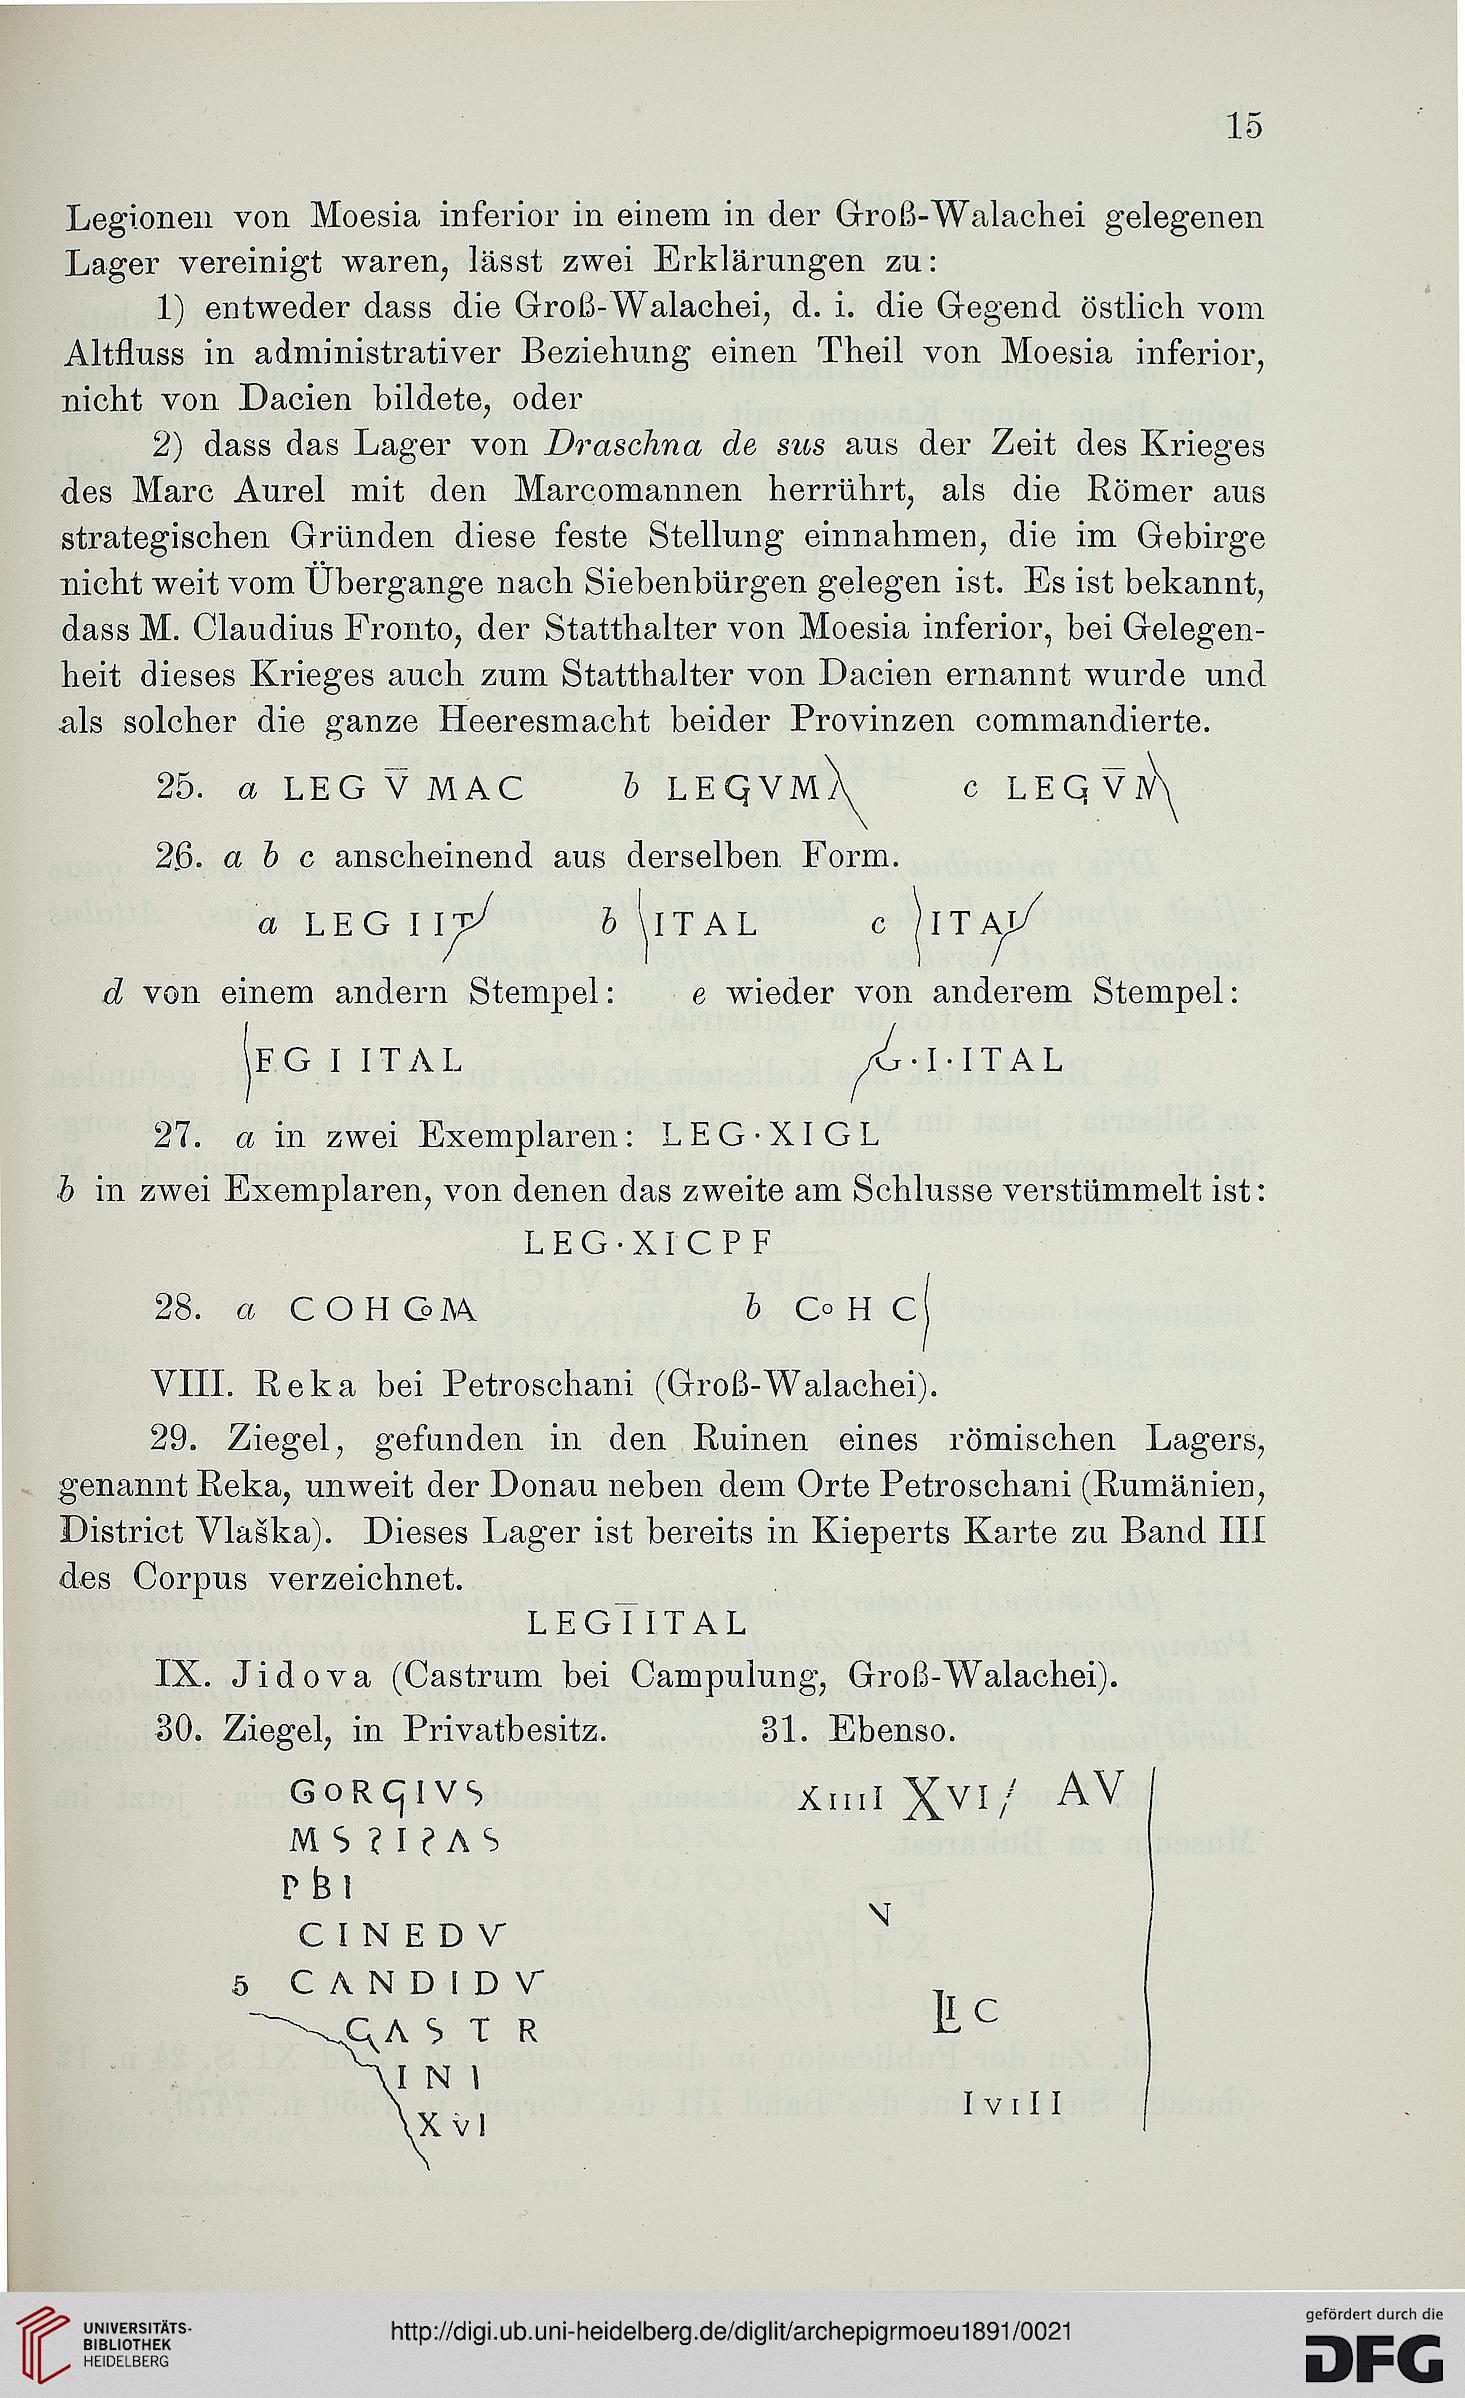 15
Legionen von Moesia inferior in einem in der Groß-Walachei gelegenen
Lager vereinigt waren, lässt zwei Erklärungen zu:
1) entweder dass die Groß-Walachei, d. i. die Gegend östlich vom
Altfluss in administrativer Beziehung einen Theil von Moesia inferior,
nicht von Dacien bildete, oder
2) dass das Lager von Draschna de sus aus der Zeit des Krieges
des Marc Aurel mit den Marcomannen herrührt, als die Römer aus
strategischen Gründen diese feste Stellung einnahmen, die im Gebirge
nicht weit vom Übergange nach Siebenbürgen gelegen ist. Es ist bekannt,
dass M. Claudius Fronto, der Statthalter von Moesia inferior, bei Gelegen-
heit dieses Krieges auch zum Statthalter von Dacien ernannt wurde und
als solcher die ganze Heeresmacht beider Provinzen commandierte.
25. a LEG V̅ MAC b LEGVMA c LEG V̅ M
26. a b c anscheinend aus derselben Form.
a LEG I IT b ITAL c ITAL
d von einem andern Stempel: e wieder von anderem Stempel:
EG I ITAL G·I·ITAL
27. a in zwei Exemplaren: LEG·XIGL
b in zwei Exemplaren, von denen das zweite am Schlusse verstümmelt ist:
LEG·XICPF
28. a COH b CoH C
VIII. Reka bei Petroschani (Groß-Walachei).
29. Ziegel, gefunden in den Ruinen eines römischen Lagers,
genannt Reka, unweit der Donau neben dem Orte Petroschani (Rumänien,
District Vlaška). Dieses Lager ist bereits in Kieperts Karte zu Band III
des Corpus verzeichnet.
LEGI̅ITAL
IX. Jidova (Castrum bei Campulung, Groß-Walachei).
30. Ziegel, in Privatbesitz. 31. Ebenso.
GoRGIVS XIIII XVI/ AV
PBI
CINEDV
V
5 CANDIDV
GASTR
C
INI
IVIII
XVI
UNIVERSITÄTS-
BIBLIOTHEK
HEIDELBERG
http://digi.ub.uni-heidelberg.de/diglit/archepigrmoeu1891/0021
gefördert durch die
DFG